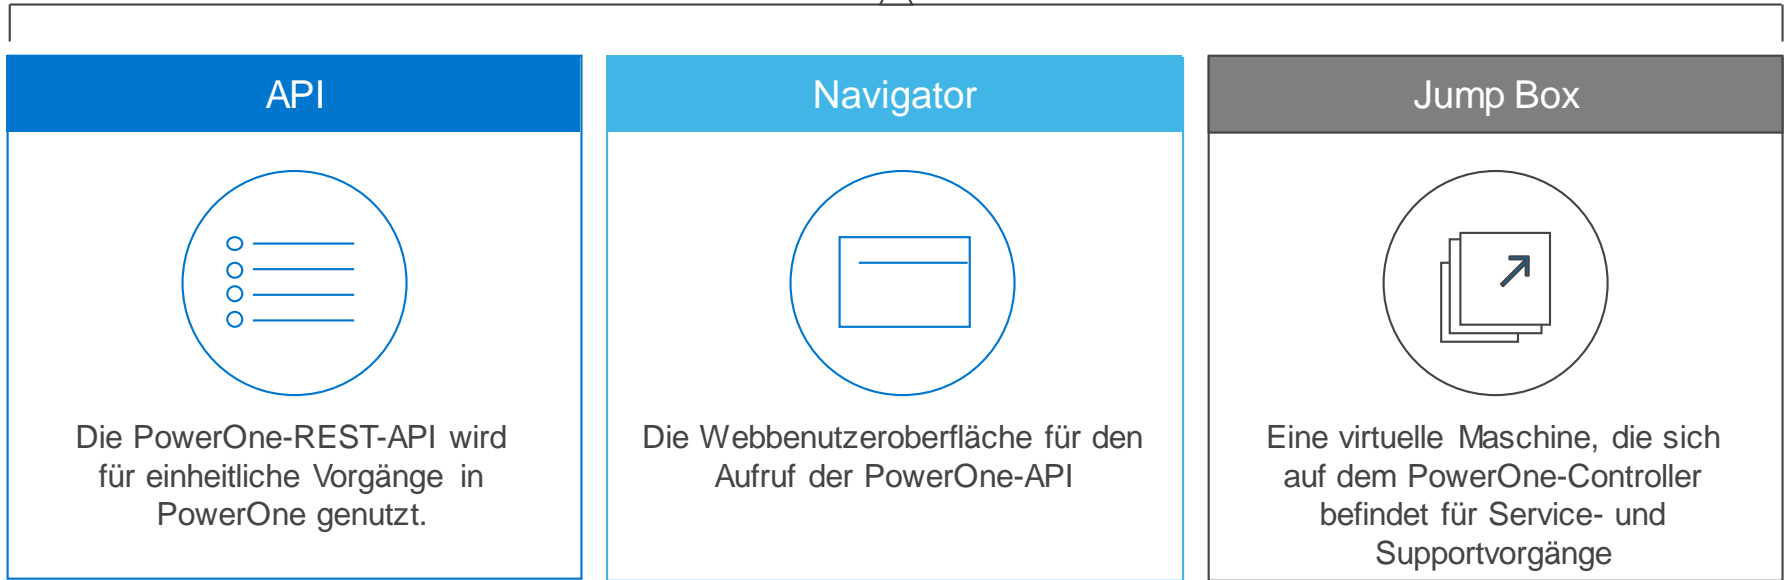 API
Die PowerOne-REST-API wird
für einheitliche Vorgänge in
PowerOne genutzt.
Navigator
Die Webbenutzeroberfläche für den
Aufruf der PowerOne-API
Jump Box
Eine virtuelle Maschine, die sich
auf dem PowerOne-Controller
befindet für Service- und
Supportvorgänge